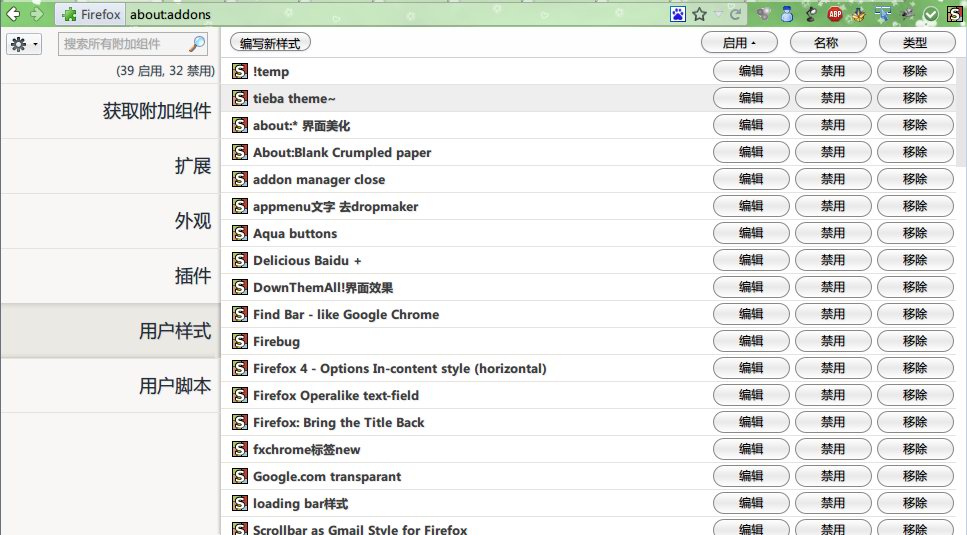 Firefox about:addons
ABP
搜索所有附加组件 编写新样式 启用 名称 类型
(39 启用, 32 禁用)
获取附加组件
扩展
外观
插件
用户样式
用户脚本
!temp 编辑 禁用 移除
tieba theme~ 编辑 禁用 移除
about:* 界面美化 编辑 禁用 移除
About:Blank Crumpled paper 编辑 禁用 移除
addon manager close 编辑 禁用 移除
appmenu文字 去dropmaker 编辑 禁用 移除
Aqua buttons 编辑 禁用 移除
Delicious Baidu + 编辑 禁用 移除
DownThemAll!界面效果 编辑 禁用 移除
Find Bar - like Google Chrome 编辑 禁用 移除
Firebug 编辑 禁用 移除
Firefox 4 - Options In-content style (horizontal) 编辑 禁用 移除
Firefox Operalike text-field 编辑 禁用 移除
Firefox: Bring the Title Back 编辑 禁用 移除
fxchrome标签new 编辑 禁用 移除
Google.com transparant 编辑 禁用 移除
loading bar样式 编辑 禁用 移除
Scrollbar as Gmail Style for Firefox 编辑 禁用 移除